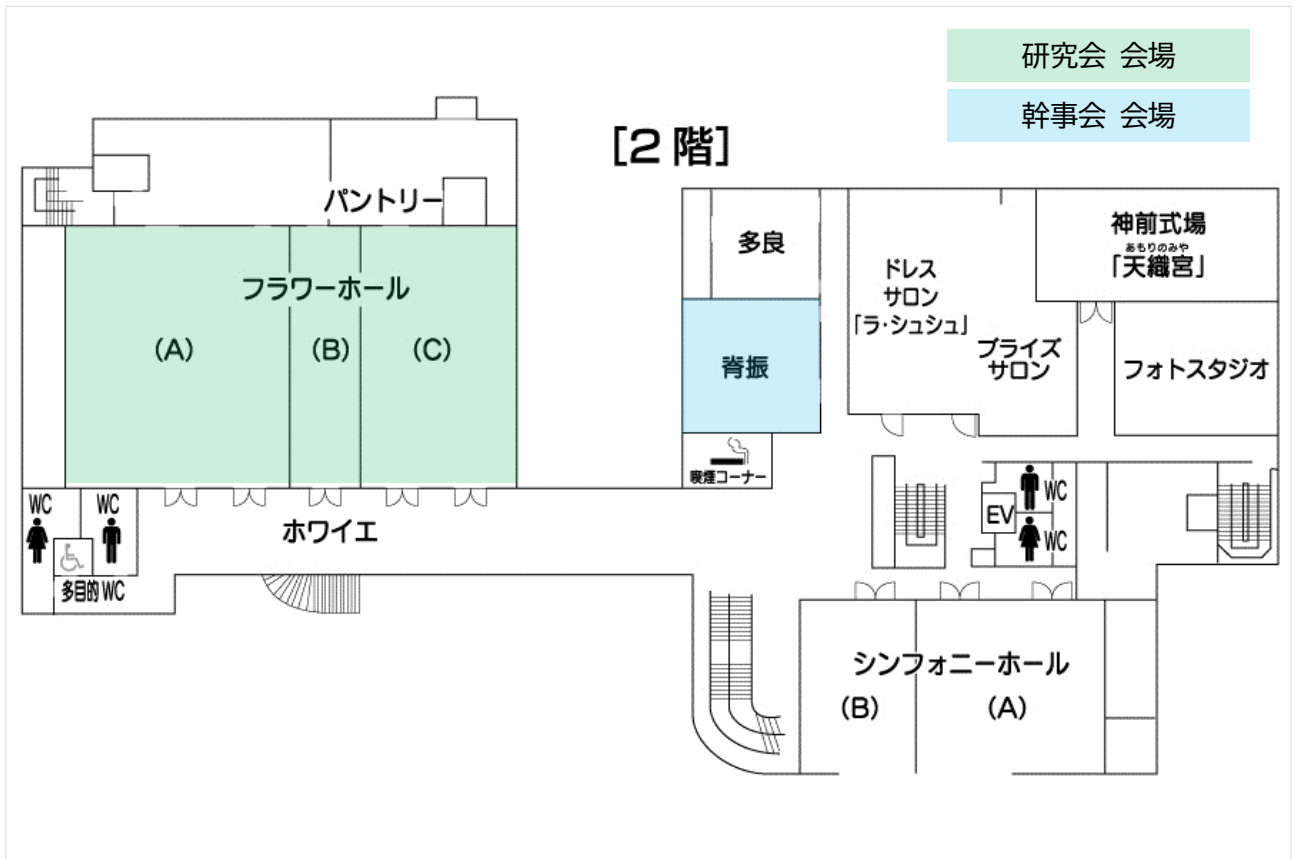 研究会 会場
幹事会 会場
[2 階]
パントリー
フラワーホール
(A)
(B)
(C)
多良
脊振
喫煙コーナー
ドレス
サロン
「ラ・シュシュ」
ブライズ
サロン
神前式場
あもりのみや
「天織宮」
フォトスタジオ
WC
WC
多目的 WC
ホワイエ
EV
WC
WC
シンフォニーホール
(B)
(A)